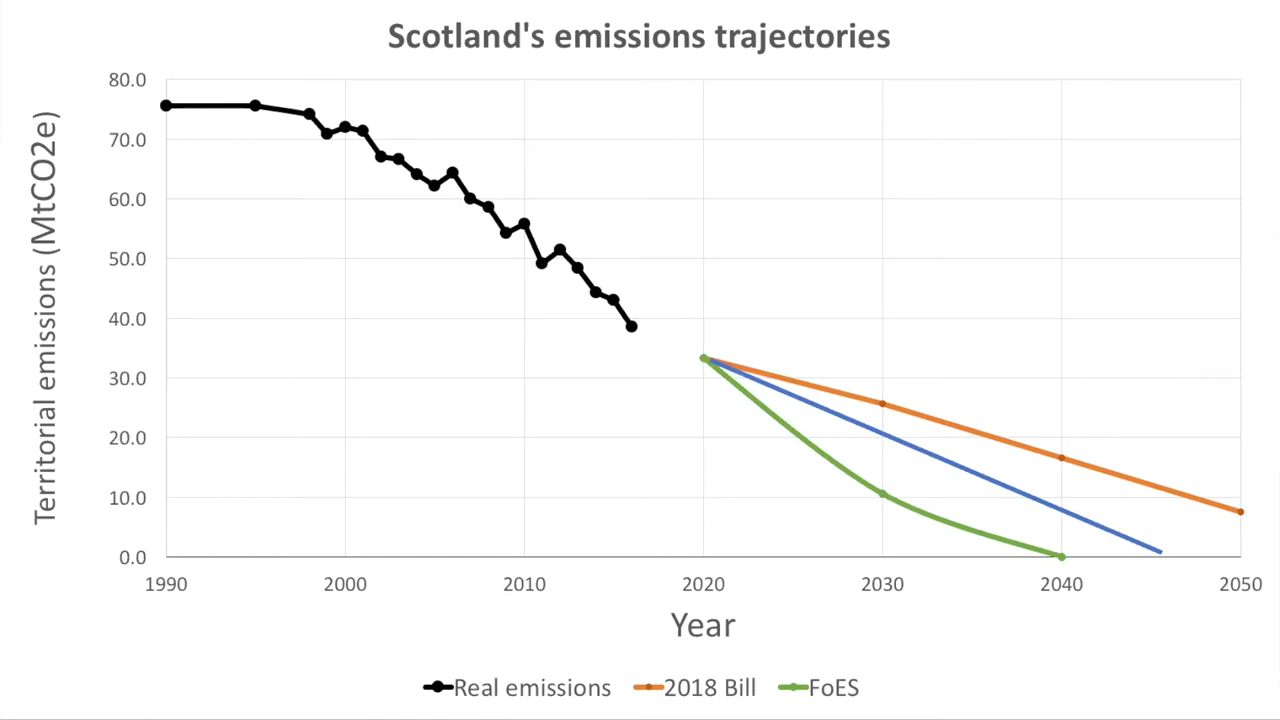 Scotland's emissions trajectories
Territorial emissions (MtCO2e)
80.0
70.0
60.0
50.0
40.0
30.0
20.0
10.0
0.0
1990 2000 2010 2020 2030 2040 2050
Year
Real emissions 2018 Bill FoES